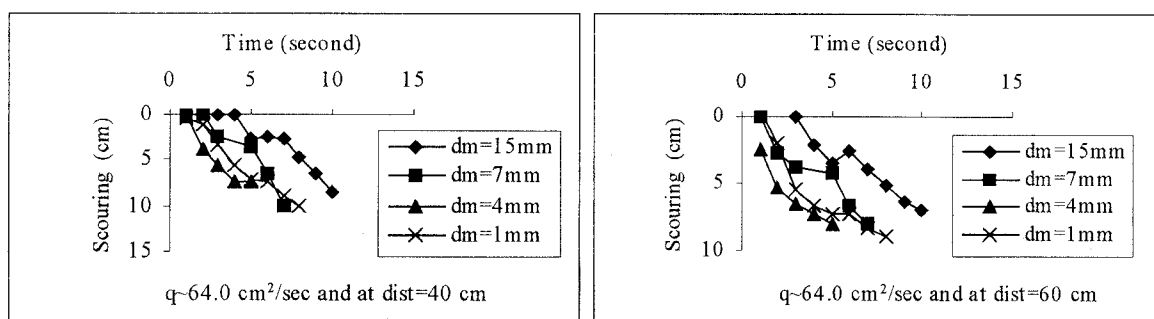 Time (second)
0 5 10 15
0
5
10
15
Scouring (cm)
dm=15mm
dm=7mm
dm=4mm
dm=1mm
q~64.0 cm²/sec and at dist=40 cm
Time (second)
0 5 10 15
0
5
10
Scouring (cm)
dm=15mm
dm=7mm
dm=4mm
dm=1mm
q~64.0 cm²/sec and at dist=60 cm